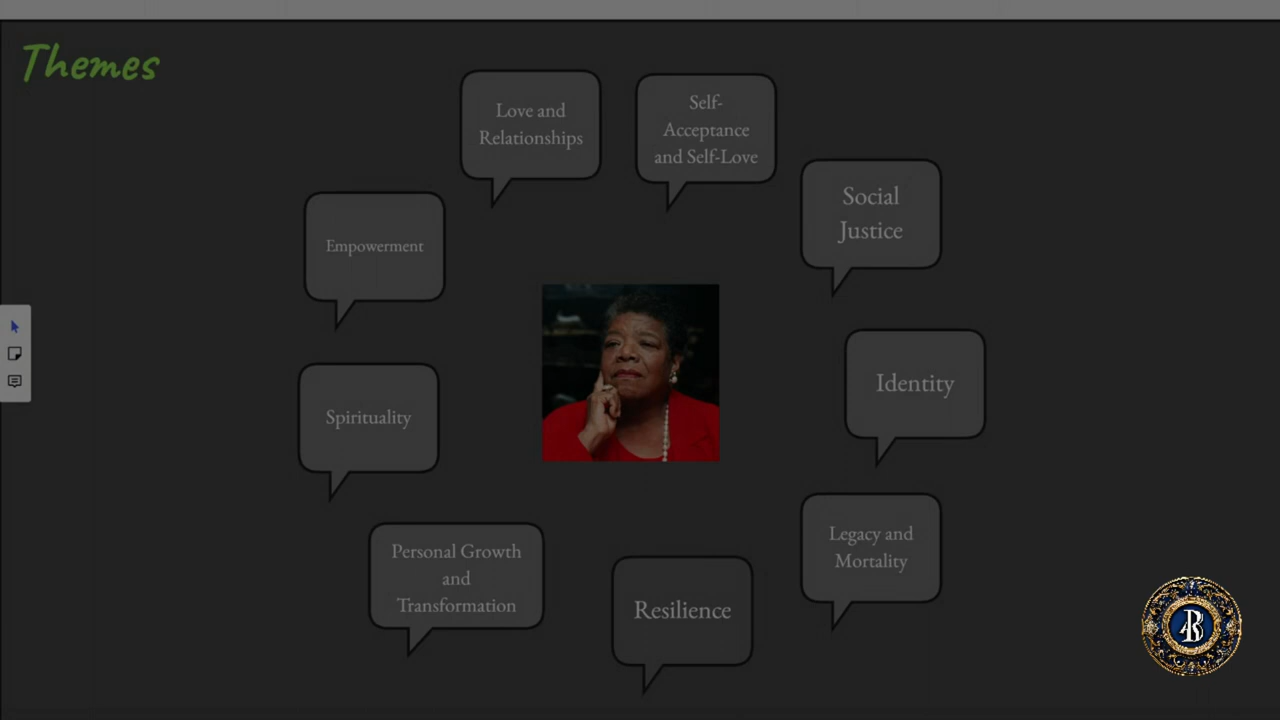 Themes
Love and
Relationships
Self-
Acceptance
and Self-Love
Social
Justice
Empowerment
Identity
Spirituality
Legacy and
Mortality
Personal Growth
and
Transformation
Resilience